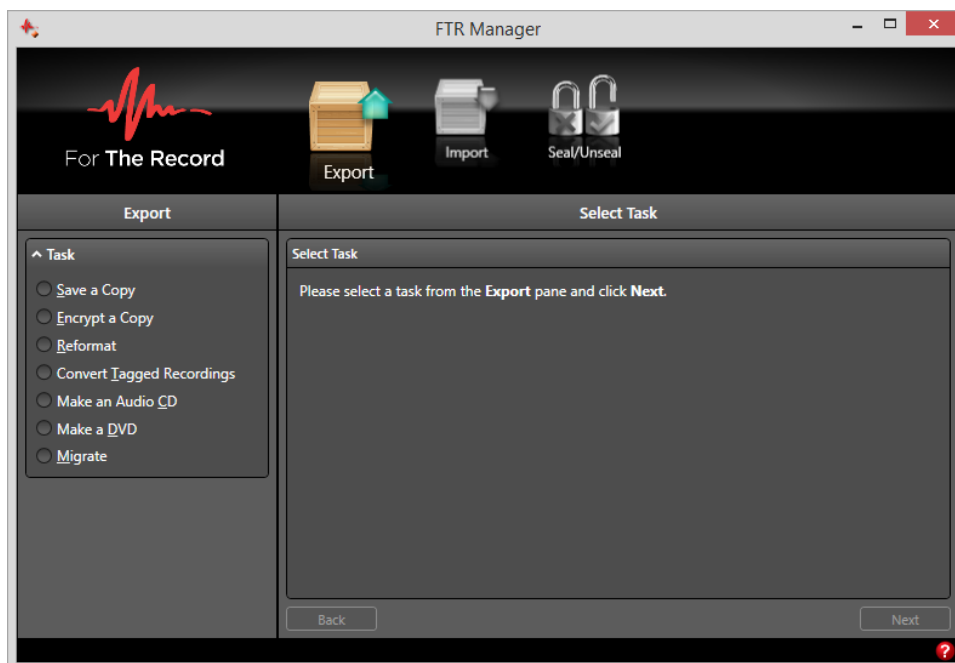 FTR Manager
For The Record
Export
Import
Seal/Unseal
Export
Select Task
Task
Save a Copy
Encrypt a Copy
Reformat
Convert Tagged Recordings
Make an Audio CD
Make a DVD
Migrate
Select Task
Please select a task from the Export pane and click Next.
Back
Next
?